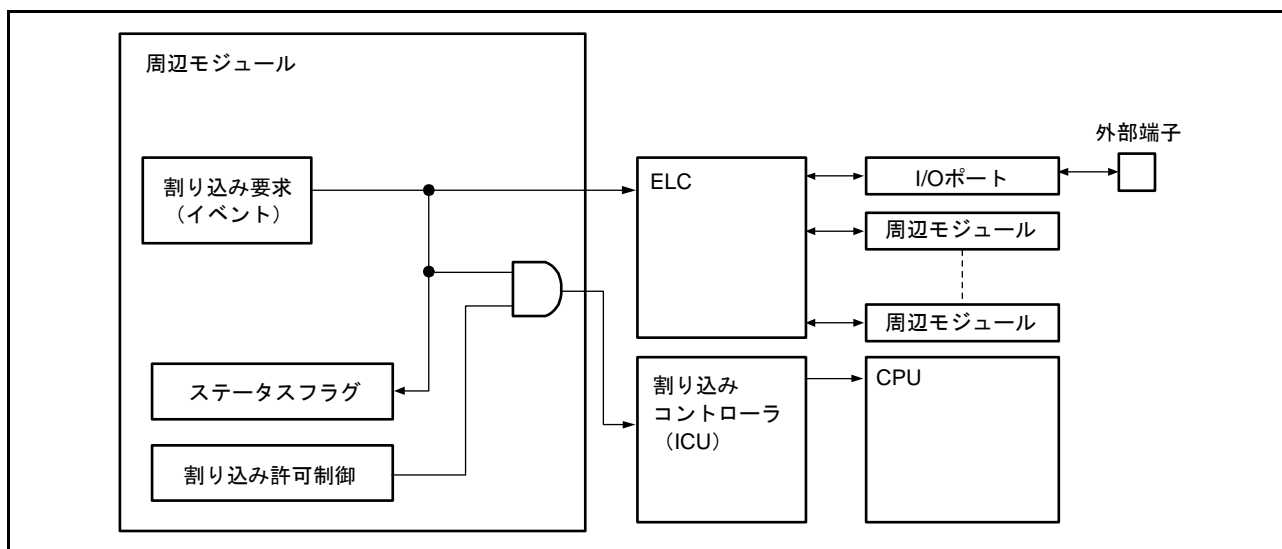 周辺モジュール
割り込み要求
（イベント）
ステータスフラグ
割り込み許可制御
ELC
割り込み
コントローラ
（ICU）
外部端子
I/Oポート
周辺モジュール
周辺モジュール
CPU